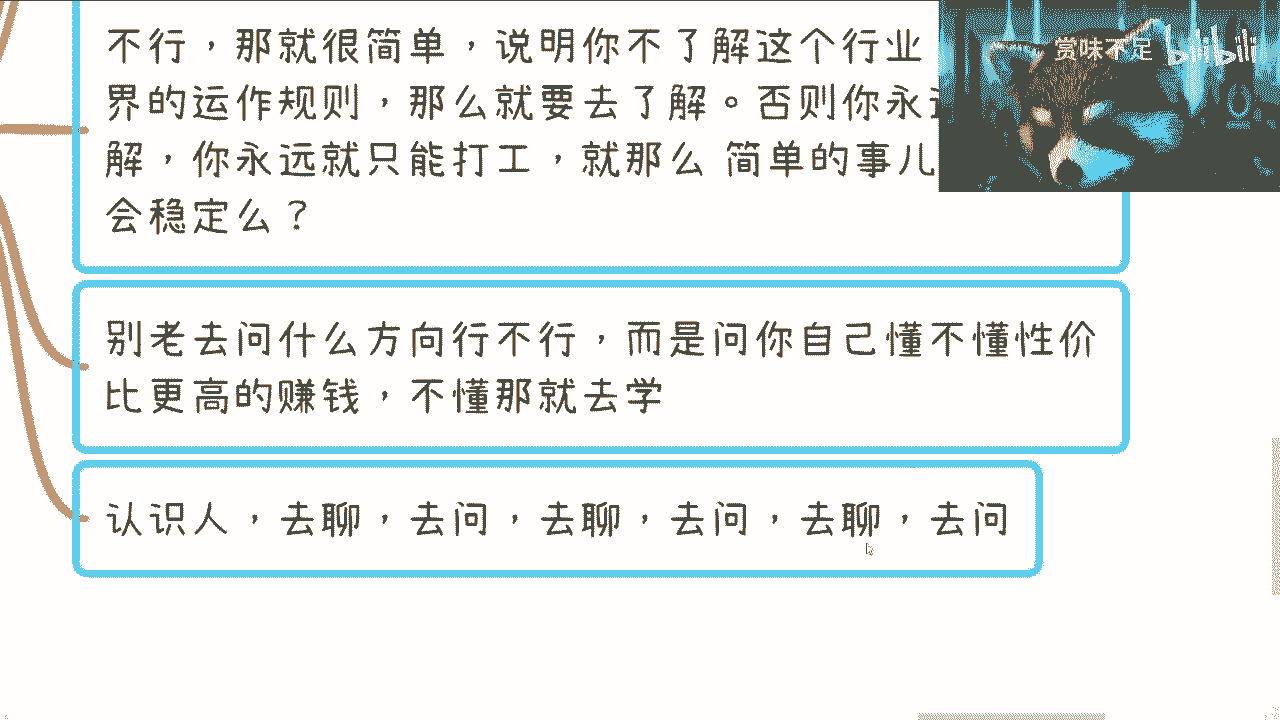 不行，那就很简单，说明你不了解这个行业
界的运作规则，那么就要去了解。否则你永
解，你永远就只能打工，就那么 简单的事儿
会稳定么？
别老去问什么方向行不行，而是问你自己懂不懂性价
比更高的赚钱，不懂那就去学
认识人，去聊，去问，去聊，去问，去聊，去问
赏味不足 bilibili